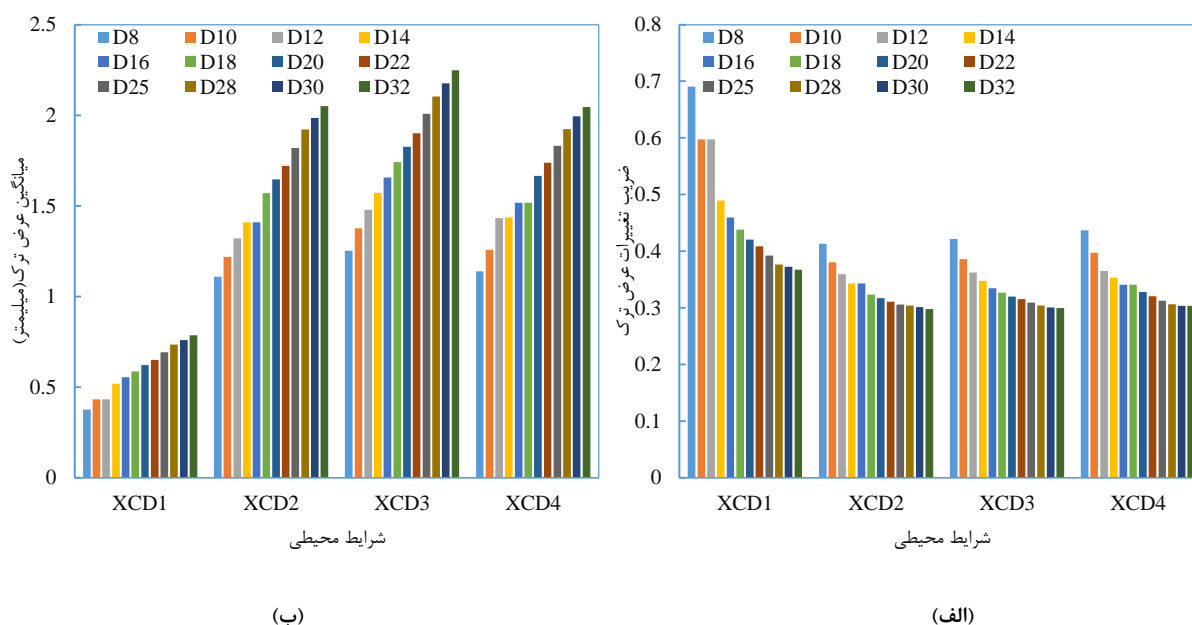 0.8
0.7
0.6
0.5
0.4
0.3
0.2
0.1
0
ضریب تغییرات عرض ترک
D8 D10 D12 D14
D16 D18 D20 D22
D25 D28 D30 D32
XCD1 XCD2 XCD3 XCD4
شرایط محیطی
(الف)
2.5
2
1.5
1
0.5
0
میانگین عرض ترک(میلیمتر)
D8 D10 D12 D14
D16 D18 D20 D22
D25 D28 D30 D32
XCD1 XCD2 XCD3 XCD4
شرایط محیطی
(ب)